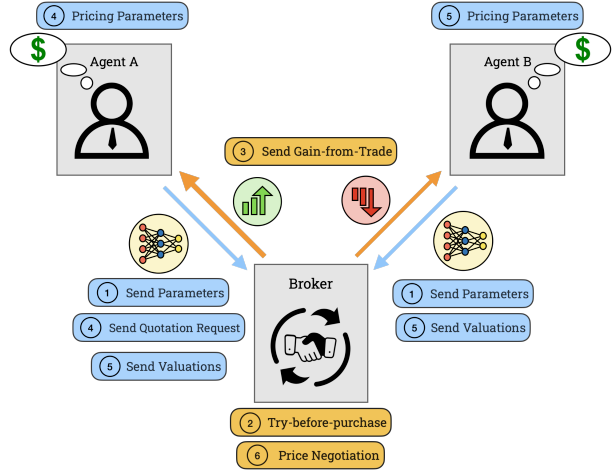 4 Pricing Parameters
5 Pricing Parameters
$
Agent A
Agent B
$
3 Send Gain-from-Trade
1 Send Parameters
4 Send Quotation Request
5 Send Valuations
Broker
1 Send Parameters
5 Send Valuations
2 Try-before-purchase
6 Price Negotiation